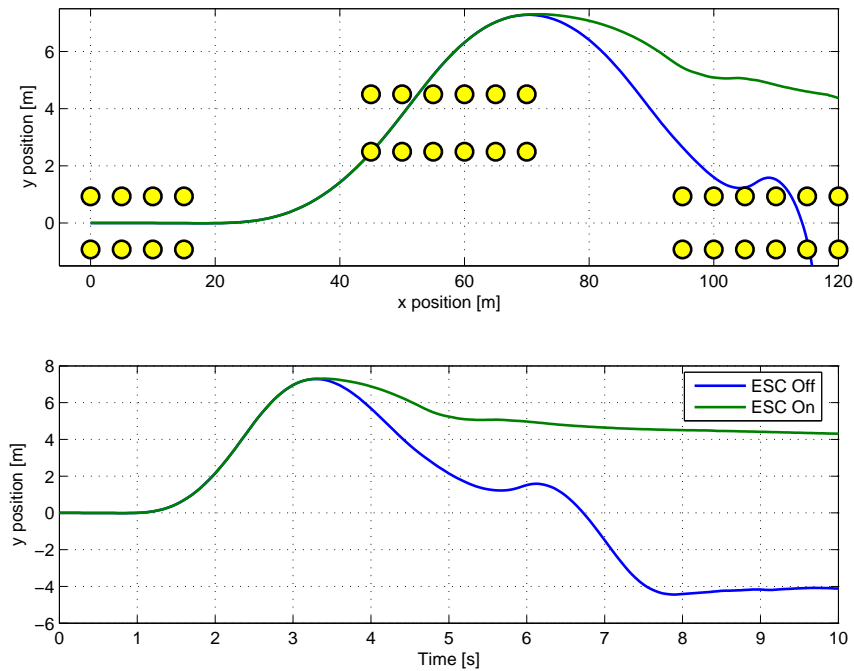 6
4
2
0
y position [m]
0 20 40 60 80 100 120
x position [m]
8
6
4
2
0
−2
−4
−6
y position [m]
ESC Off
ESC On
0 1 2 3 4 5 6 7 8 9 10
Time [s]